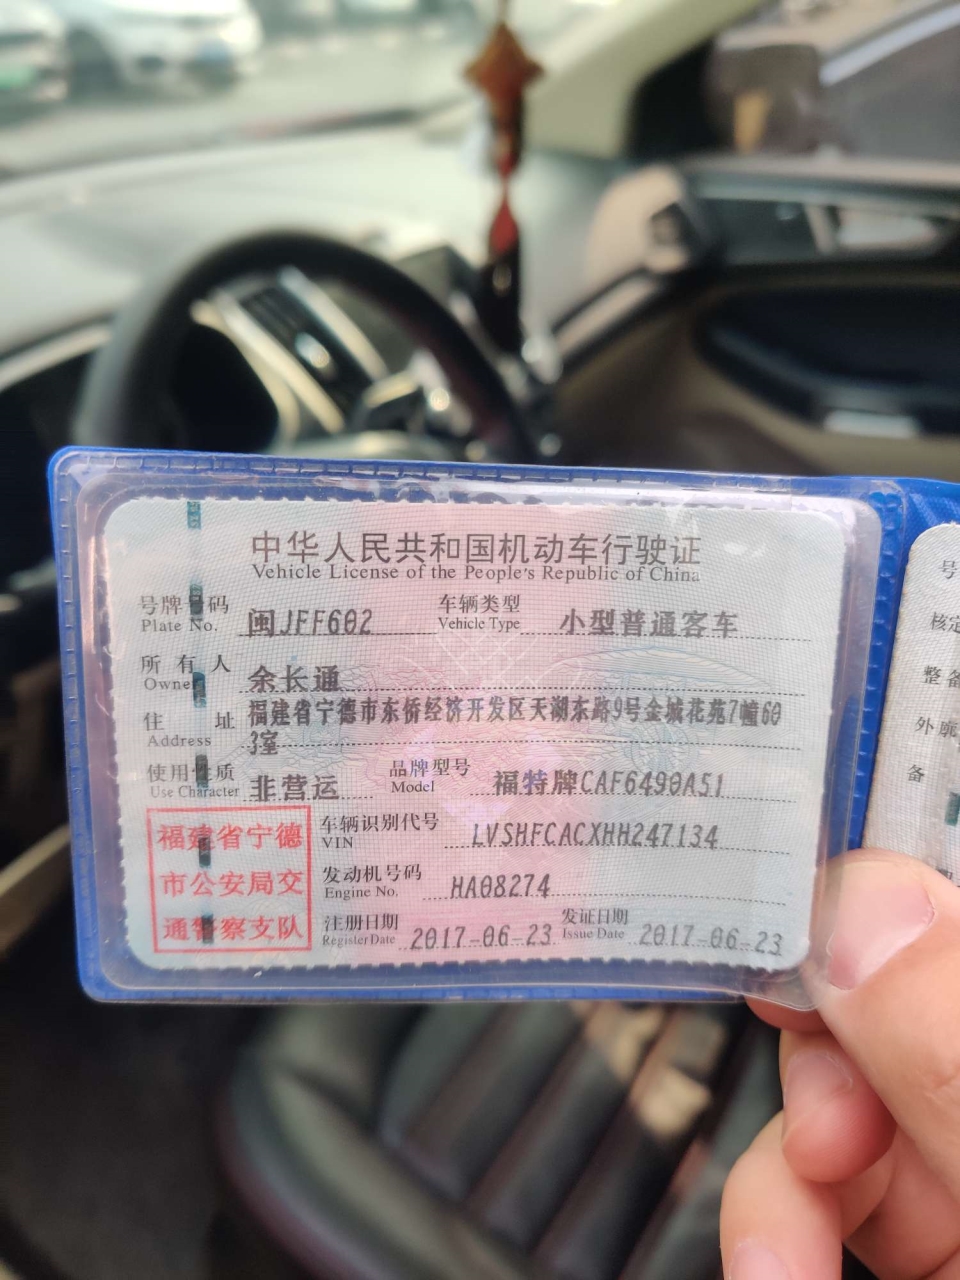 中华人民共和国机动车行驶证
Vehicle License of the People's Republic of China
号牌号码 闽JFF602 车辆类型 小型普通客车
Plate No. Vehicle Type
所有人 余长通
Owner
住址 福建省宁德市东侨经济开发区天湖东路9号金城花苑7幢60
Address 3室
使用性质 非营运 品牌型号 福特牌CAF6490A51
Use Character Model
福建省宁德
市公安局交
通警察支队
车辆识别代号 LVSHFCACXHH247134
VIN
发动机号码 HA08274
Engine No.
注册日期 2017-06-23 发证日期 2017-06-23
Register Date Issue Date
号
核定
整备
外廓
备